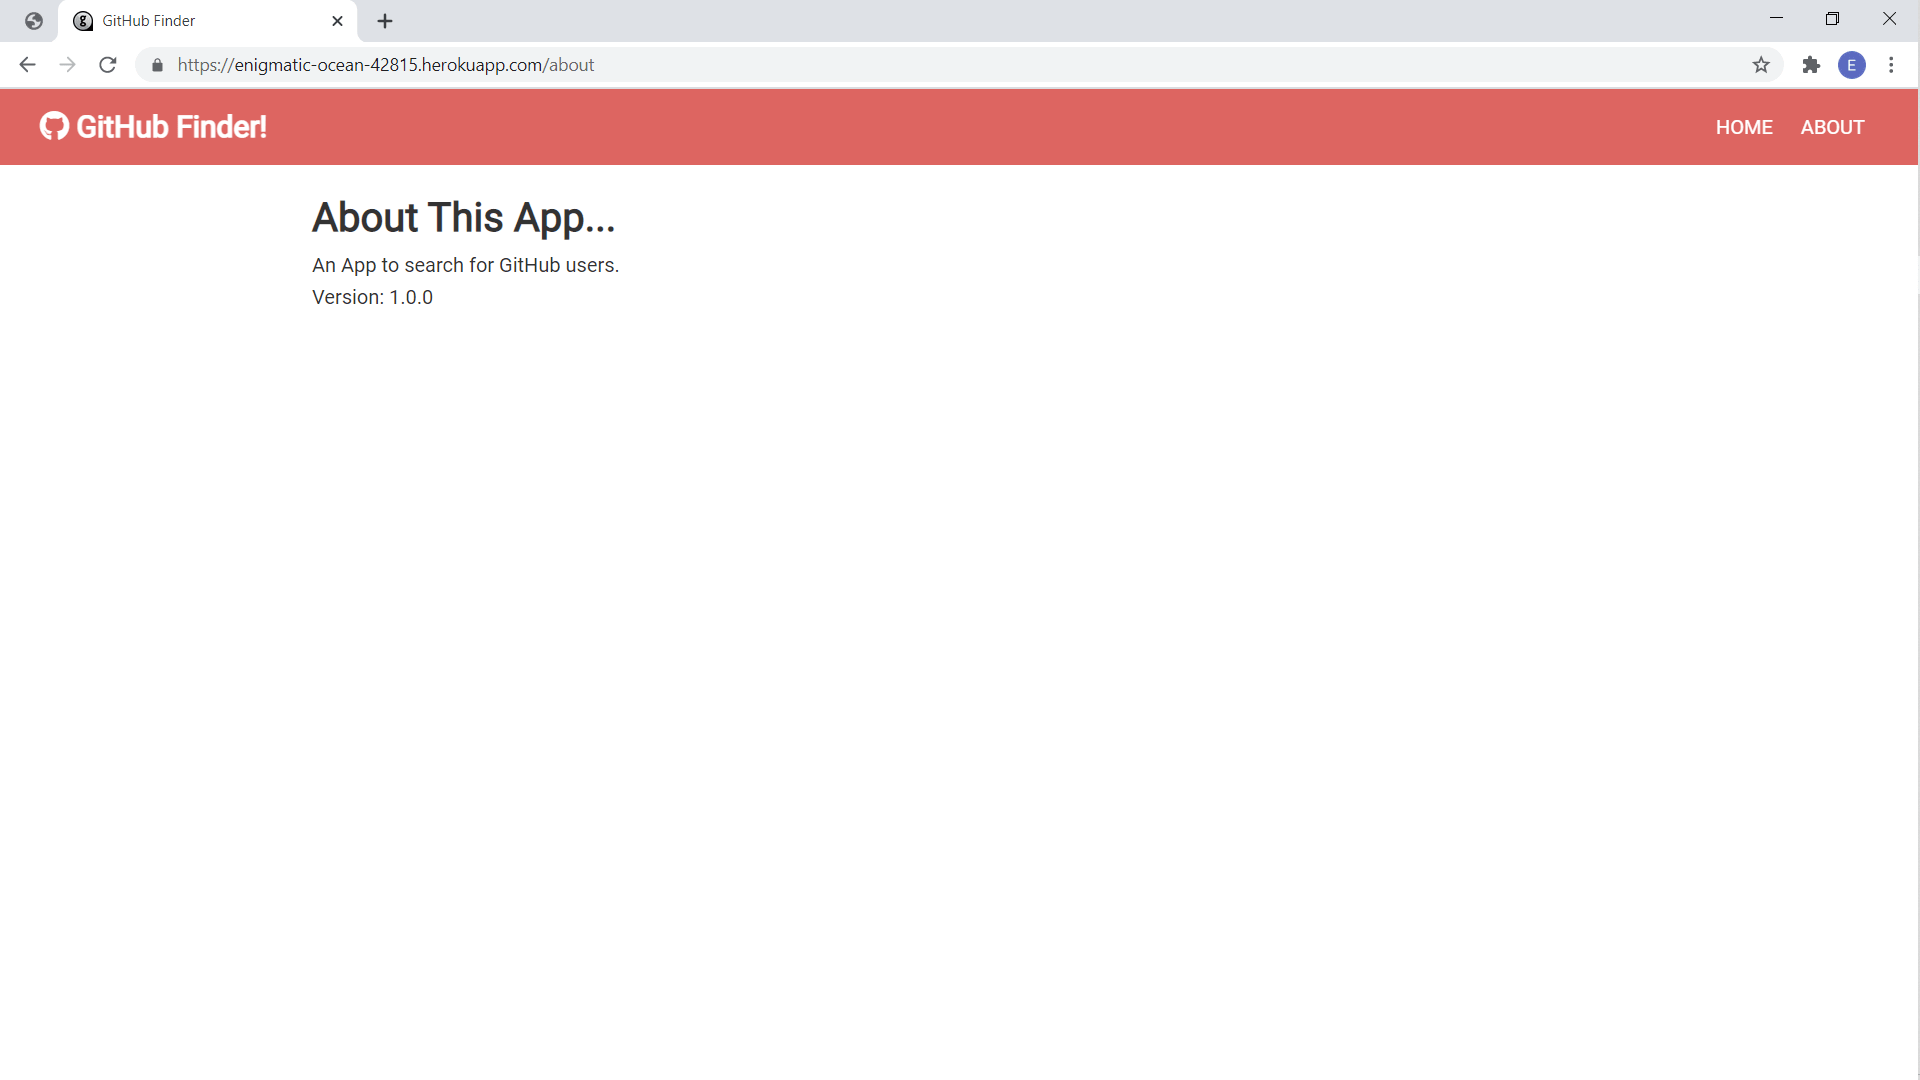 GitHub Finder
https://enigmatic-ocean-42815.herokuapp.com/about
E
GitHub Finder!
HOME ABOUT
About This App...
An App to search for GitHub users.
Version: 1.0.0